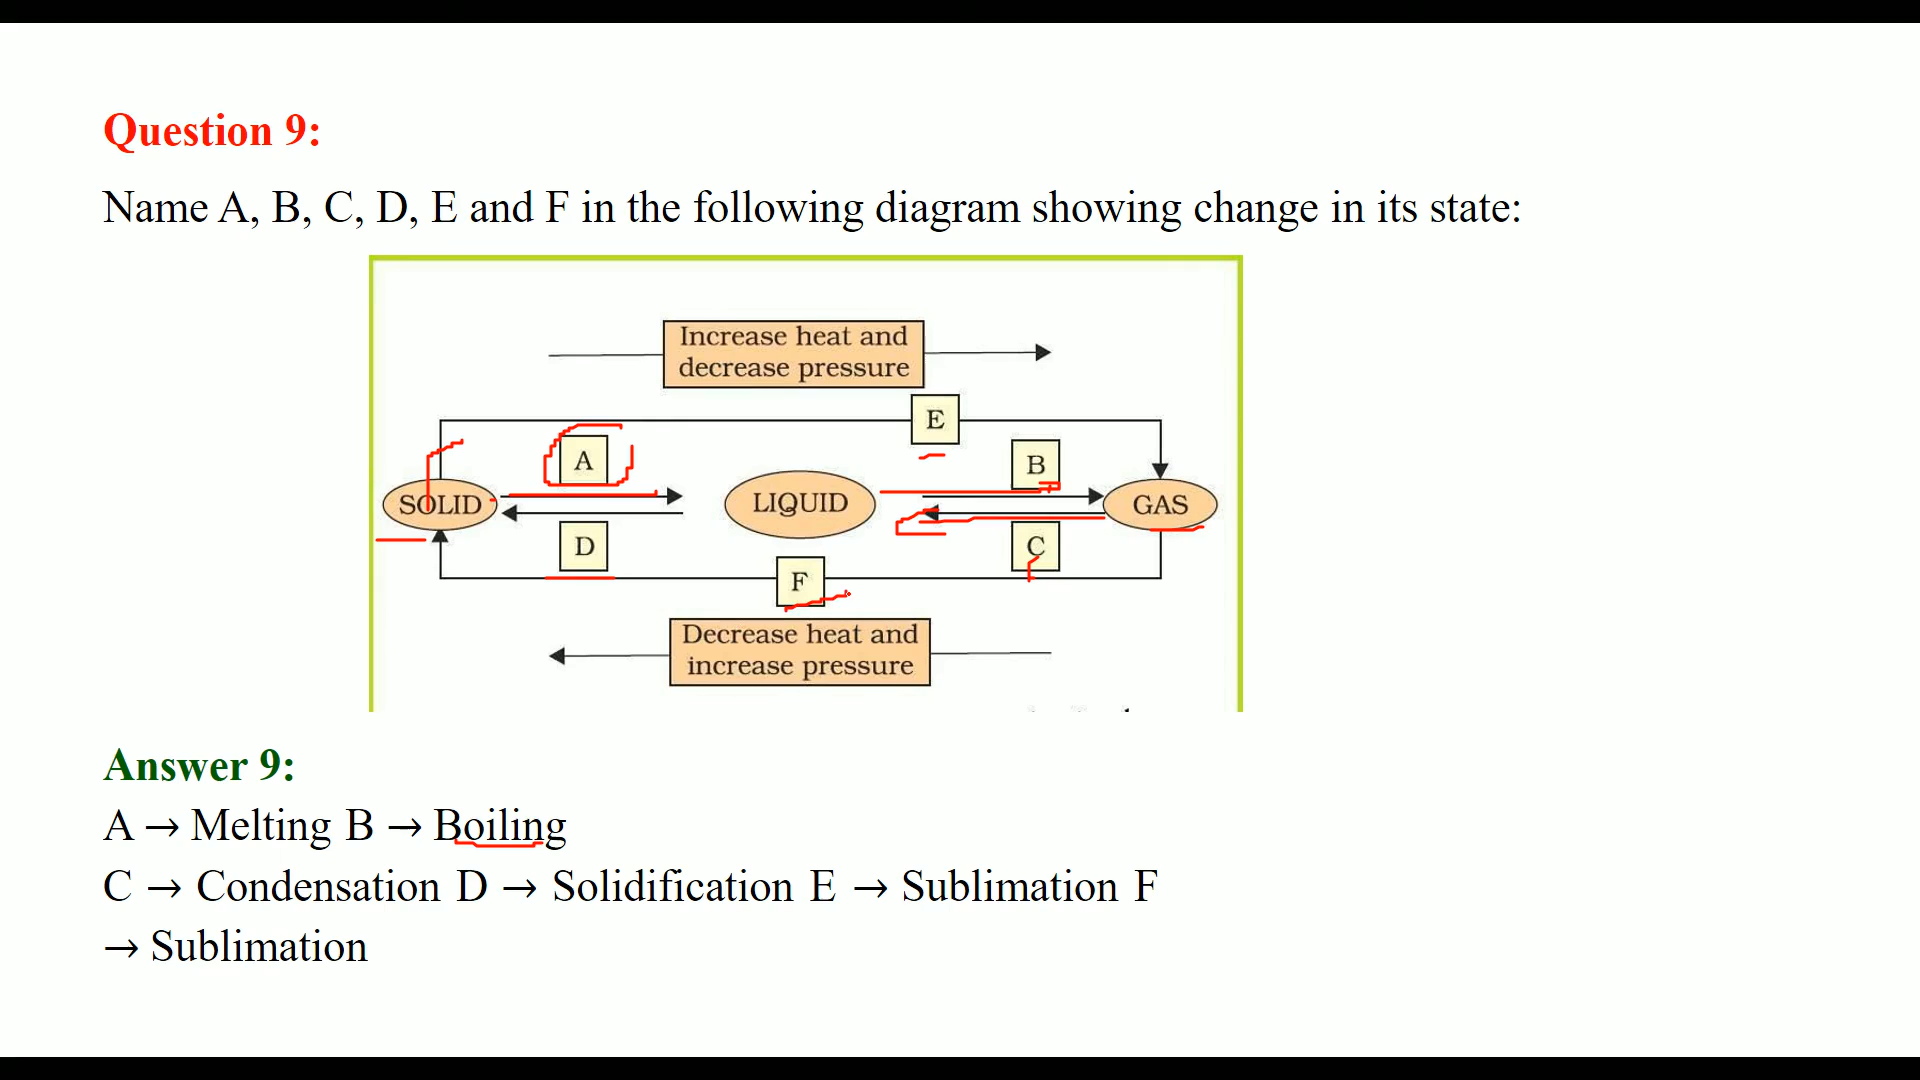 Question 9:
Name A, B, C, D, E and F in the following diagram showing change in its state:
Increase heat and
decrease pressure
E
A
B
SOLID
LIQUID
GAS
D
C
F
Decrease heat and
increase pressure
Answer 9:
A → Melting B → Boiling
C → Condensation D → Solidification E → Sublimation F
→ Sublimation